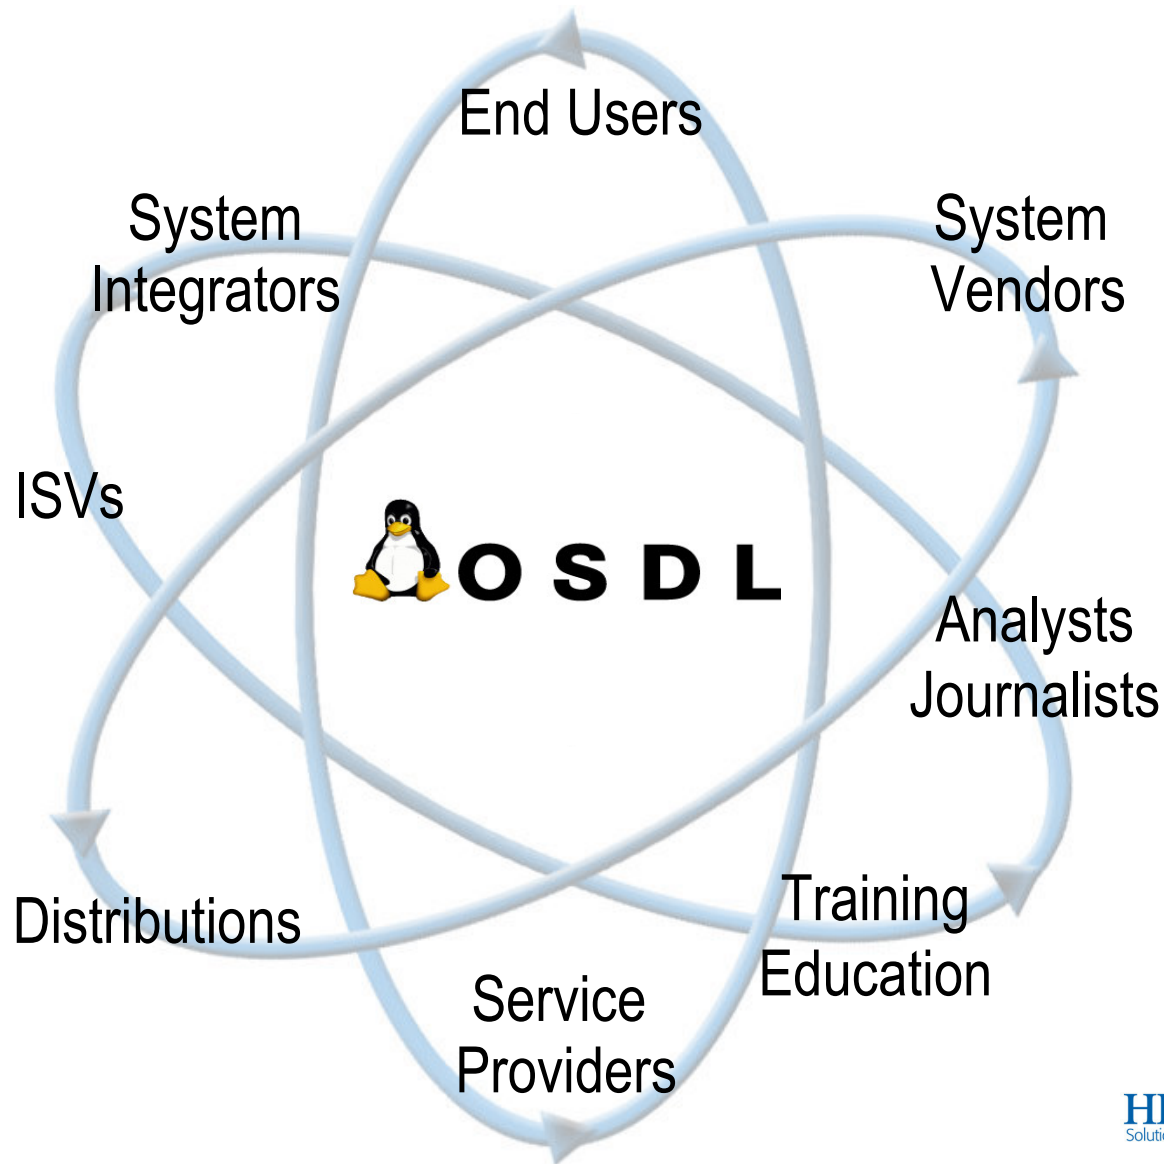 End Users
System
Integrators
System
Vendors
ISVs
OSDL
Analysts
Journalists
Distributions
Training
Education
Service
Providers